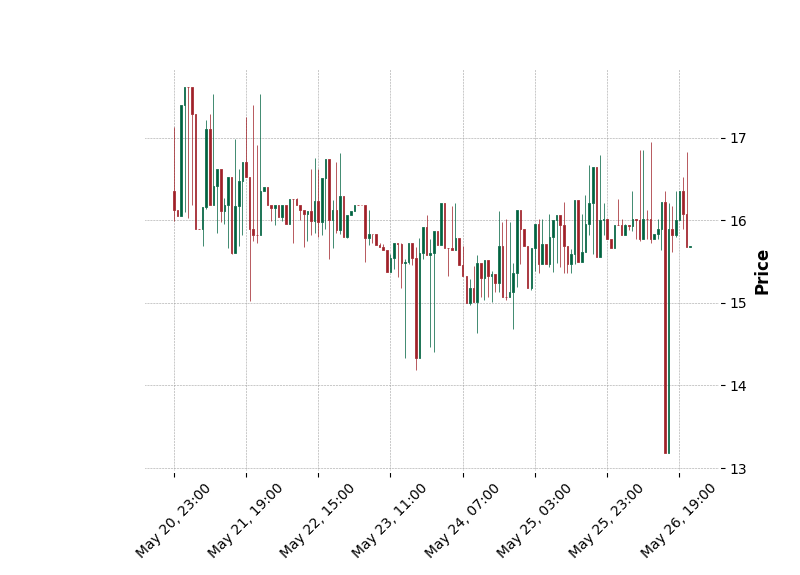 17
16
15
14
13
Price
May 20, 23:00
May 21, 19:00
May 22, 15:00
May 23, 11:00
May 24, 07:00
May 25, 03:00
May 25, 23:00
May 26, 19:00